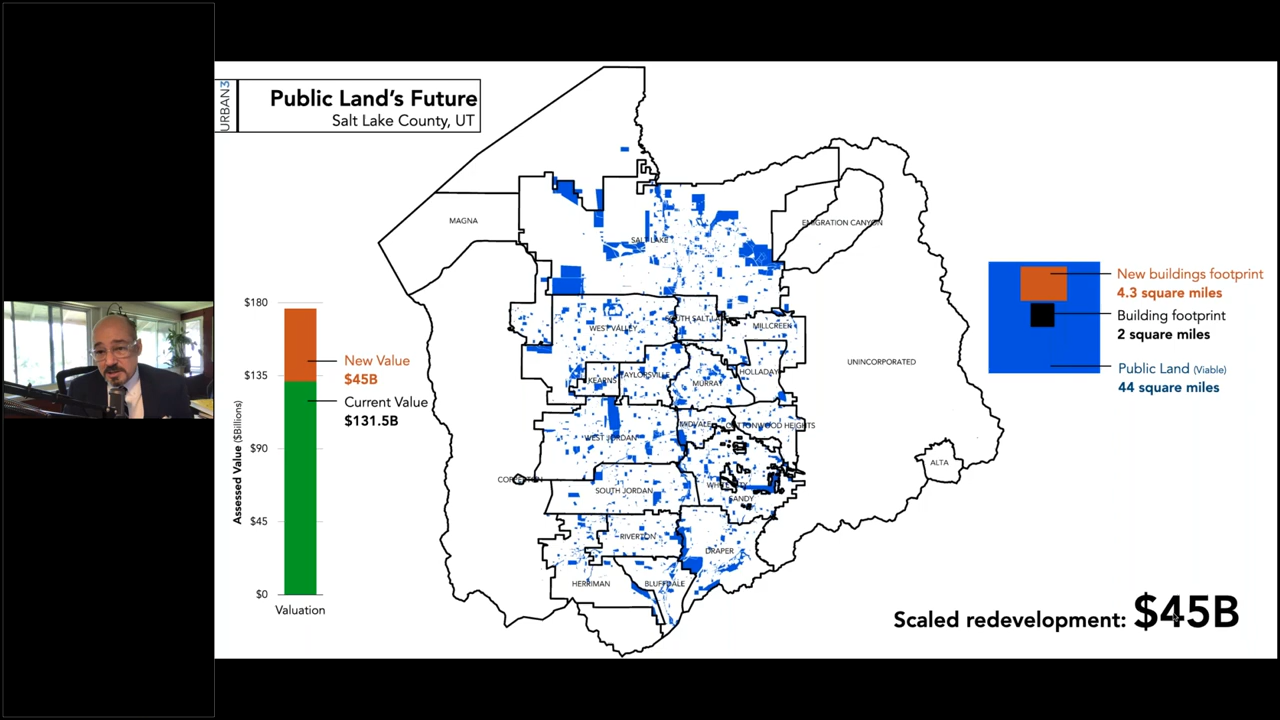 URBAN3
Public Land's Future
Salt Lake County, UT
MAGNA
EMIGRATION CANYON
SALT LAKE
New buildings footprint
4.3 square miles
Building footprint
2 square miles
Public Land (Viable)
44 square miles
$180
$135
$90
$45
$0
Assessed Value ($Billions)
New Value
$45B
Current Value
$131.5B
Valuation
WEST VALLEY
SOUTH SALT LAKE
MILLCREEK
UNINCORPORATED
KEARNS
TAYLORSVILLE
MURRAY
HOLLADAY
MIDVALE
COTTONWOOD HEIGHTS
WEST JORDAN
ALTA
COPPERTON
SOUTH JORDAN
WHITE CITY
SANDY
RIVERTON
DRAPER
HERRIMAN
BLUFFDALE
Scaled redevelopment: $45B